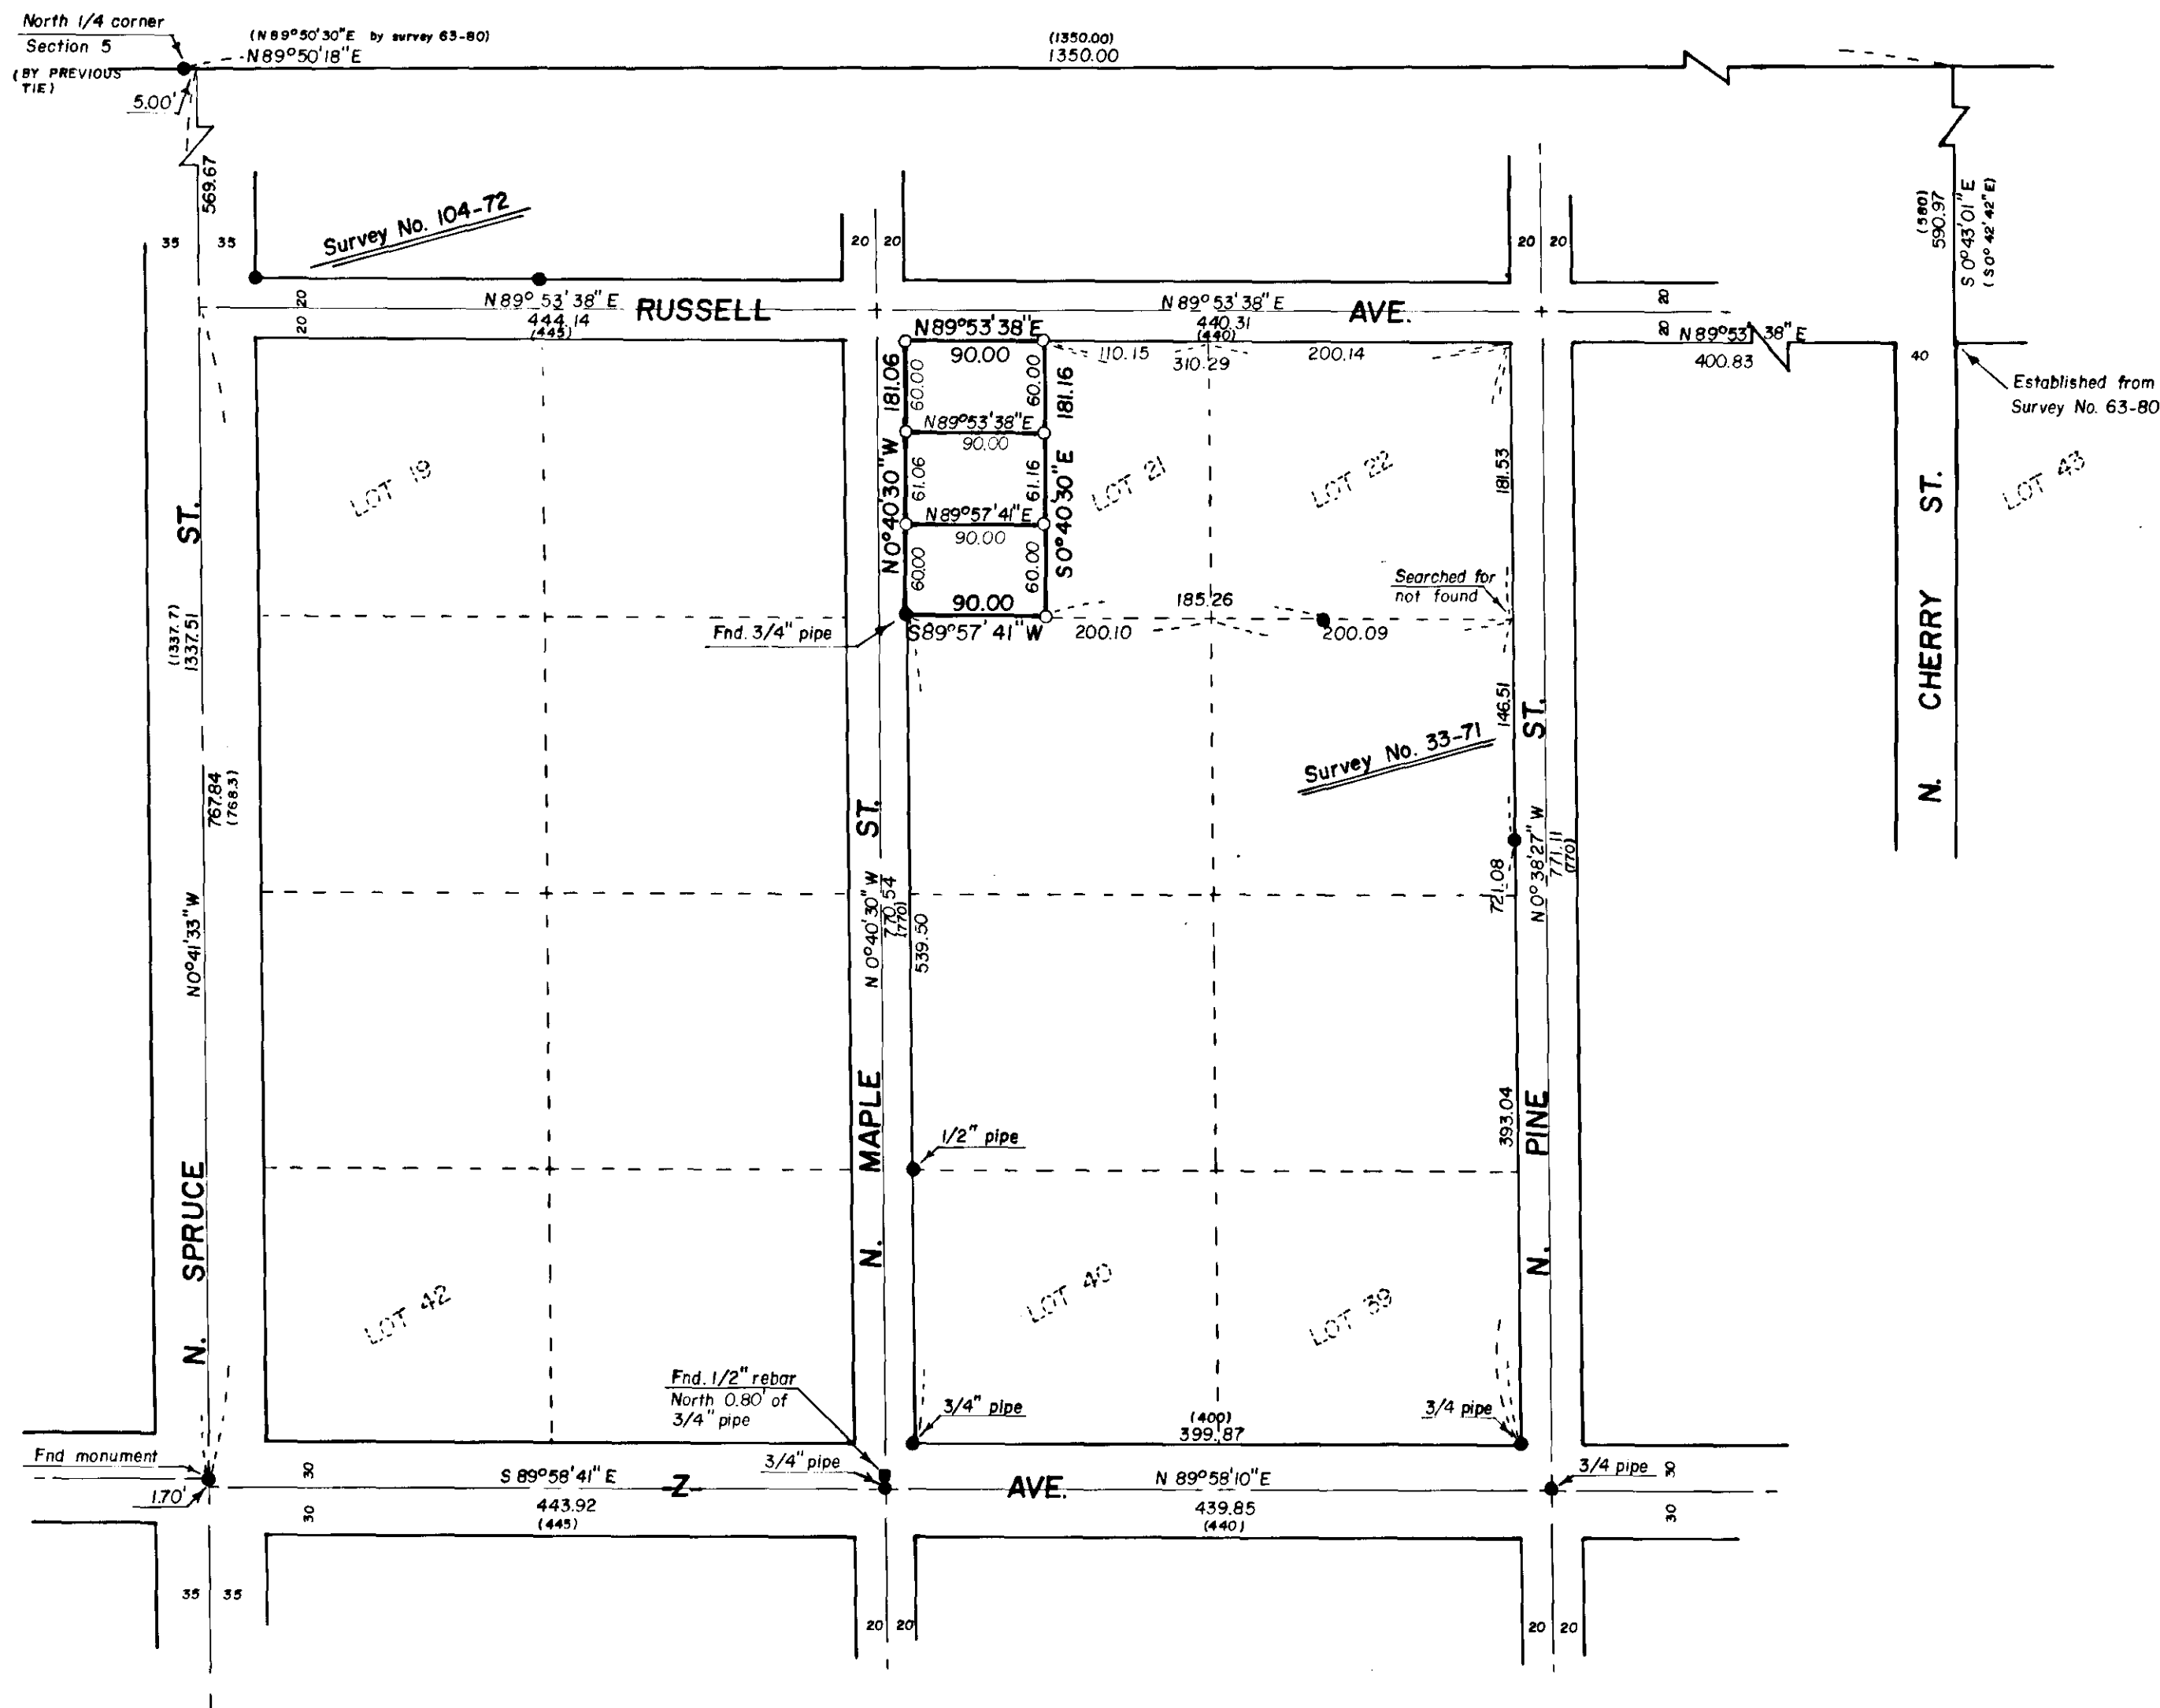 North 1/4 corner
Section 5
(BY PREVIOUS
TIE)
5.00'
(N89°50'30"E by survey 63-80)
N89°50'18"E
(1350.00)
1350.00
569.67
35 35
Survey No. 104-72
20 20
20 20
(580)
590.97
S0°43'01"E
(S0°42'42"E)
N89°53'38"E
444.14
(445)
20
20
RUSSELL AVE.
N89°53'38"E
440.31
(440)
20
20
N89°53'38"E
400.83
40
Established from
Survey No. 63-80
N89°53'38"E
90.00
110.15
310.29
200.14
181.06
60.00
60.00
181.16
N89°53'38"E
90.00
N0°40'30"W
61.06
61.16
S0°40'30"E
N89°57'41"E
90.00
60.00
60.00
90.00
S89°57'41"W
Fnd. 3/4" pipe
LOT 19
LOT 21
LOT 22
LOT 43
181.53
Searched for
not found
185.26
200.10
200.09
146.51
(1337.7)
1337.51
767.84
(768.3)
N0°41'33"W
N. SPRUCE ST.
N. MAPLE ST.
N0°40'30"W
770.54
(770)
539.50
Survey No. 33-71
721.08
N0°38'27"W
771.11
(770)
393.04
N. PINE ST.
N. CHERRY ST.
1/2" pipe
LOT 42
LOT 40
LOT 39
Fnd. 1/2" rebar
North 0.80' of
3/4" pipe
3/4" pipe
3/4" pipe
(400)
399.87
3/4 pipe
Fnd monument
1.70'
30
30
S 89°58'41" E
443.92
(445)
Z AVE.
N 89°58'10" E
439.85
(440)
3/4 pipe
30
30
35 35
20 20
20 20